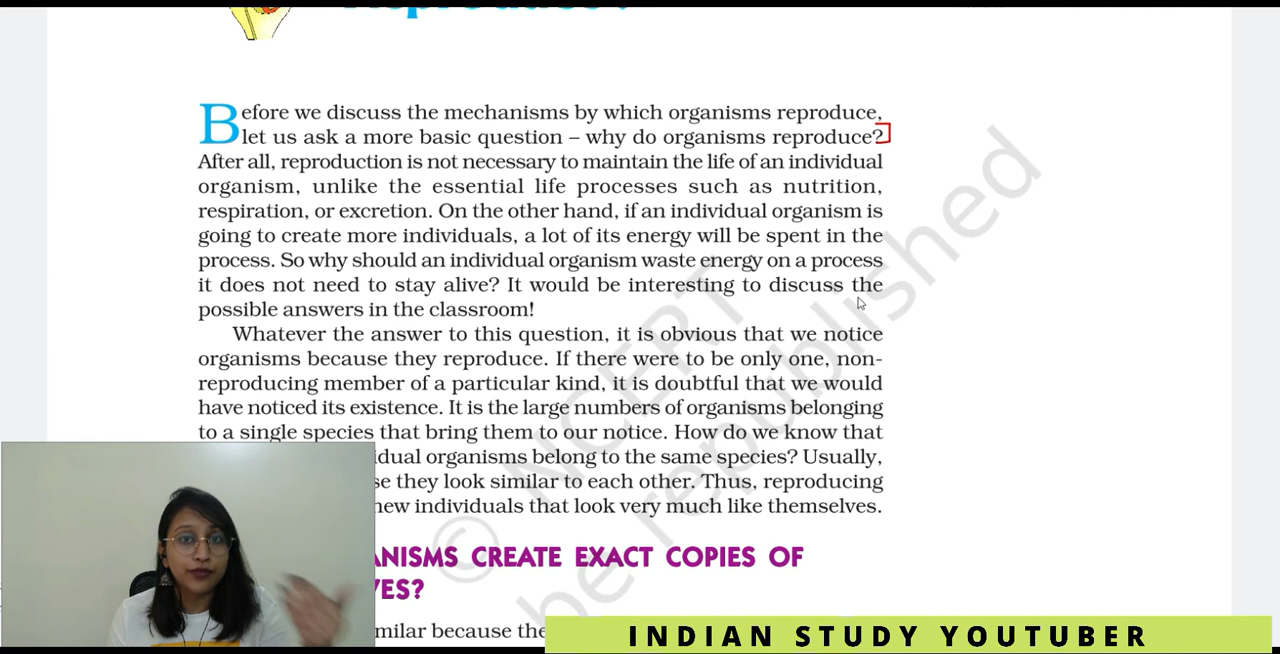 Reproduce?
Before we discuss the mechanisms by which organisms reproduce,
let us ask a more basic question – why do organisms reproduce?
After all, reproduction is not necessary to maintain the life of an individual
organism, unlike the essential life processes such as nutrition,
respiration, or excretion. On the other hand, if an individual organism is
going to create more individuals, a lot of its energy will be spent in the
process. So why should an individual organism waste energy on a process
it does not need to stay alive? It would be interesting to discuss the
possible answers in the classroom!
Whatever the answer to this question, it is obvious that we notice
organisms because they reproduce. If there were to be only one, non-
reproducing member of a particular kind, it is doubtful that we would
have noticed its existence. It is the large numbers of organisms belonging
to a single species that bring them to our notice. How do we know that
idual organisms belong to the same species? Usually,
se they look similar to each other. Thus, reproducing
new individuals that look very much like themselves.
ANISMS CREATE EXACT COPIES OF
VES?
milar because the
© NCERT
be republished
INDIAN STUDY YOUTUBER